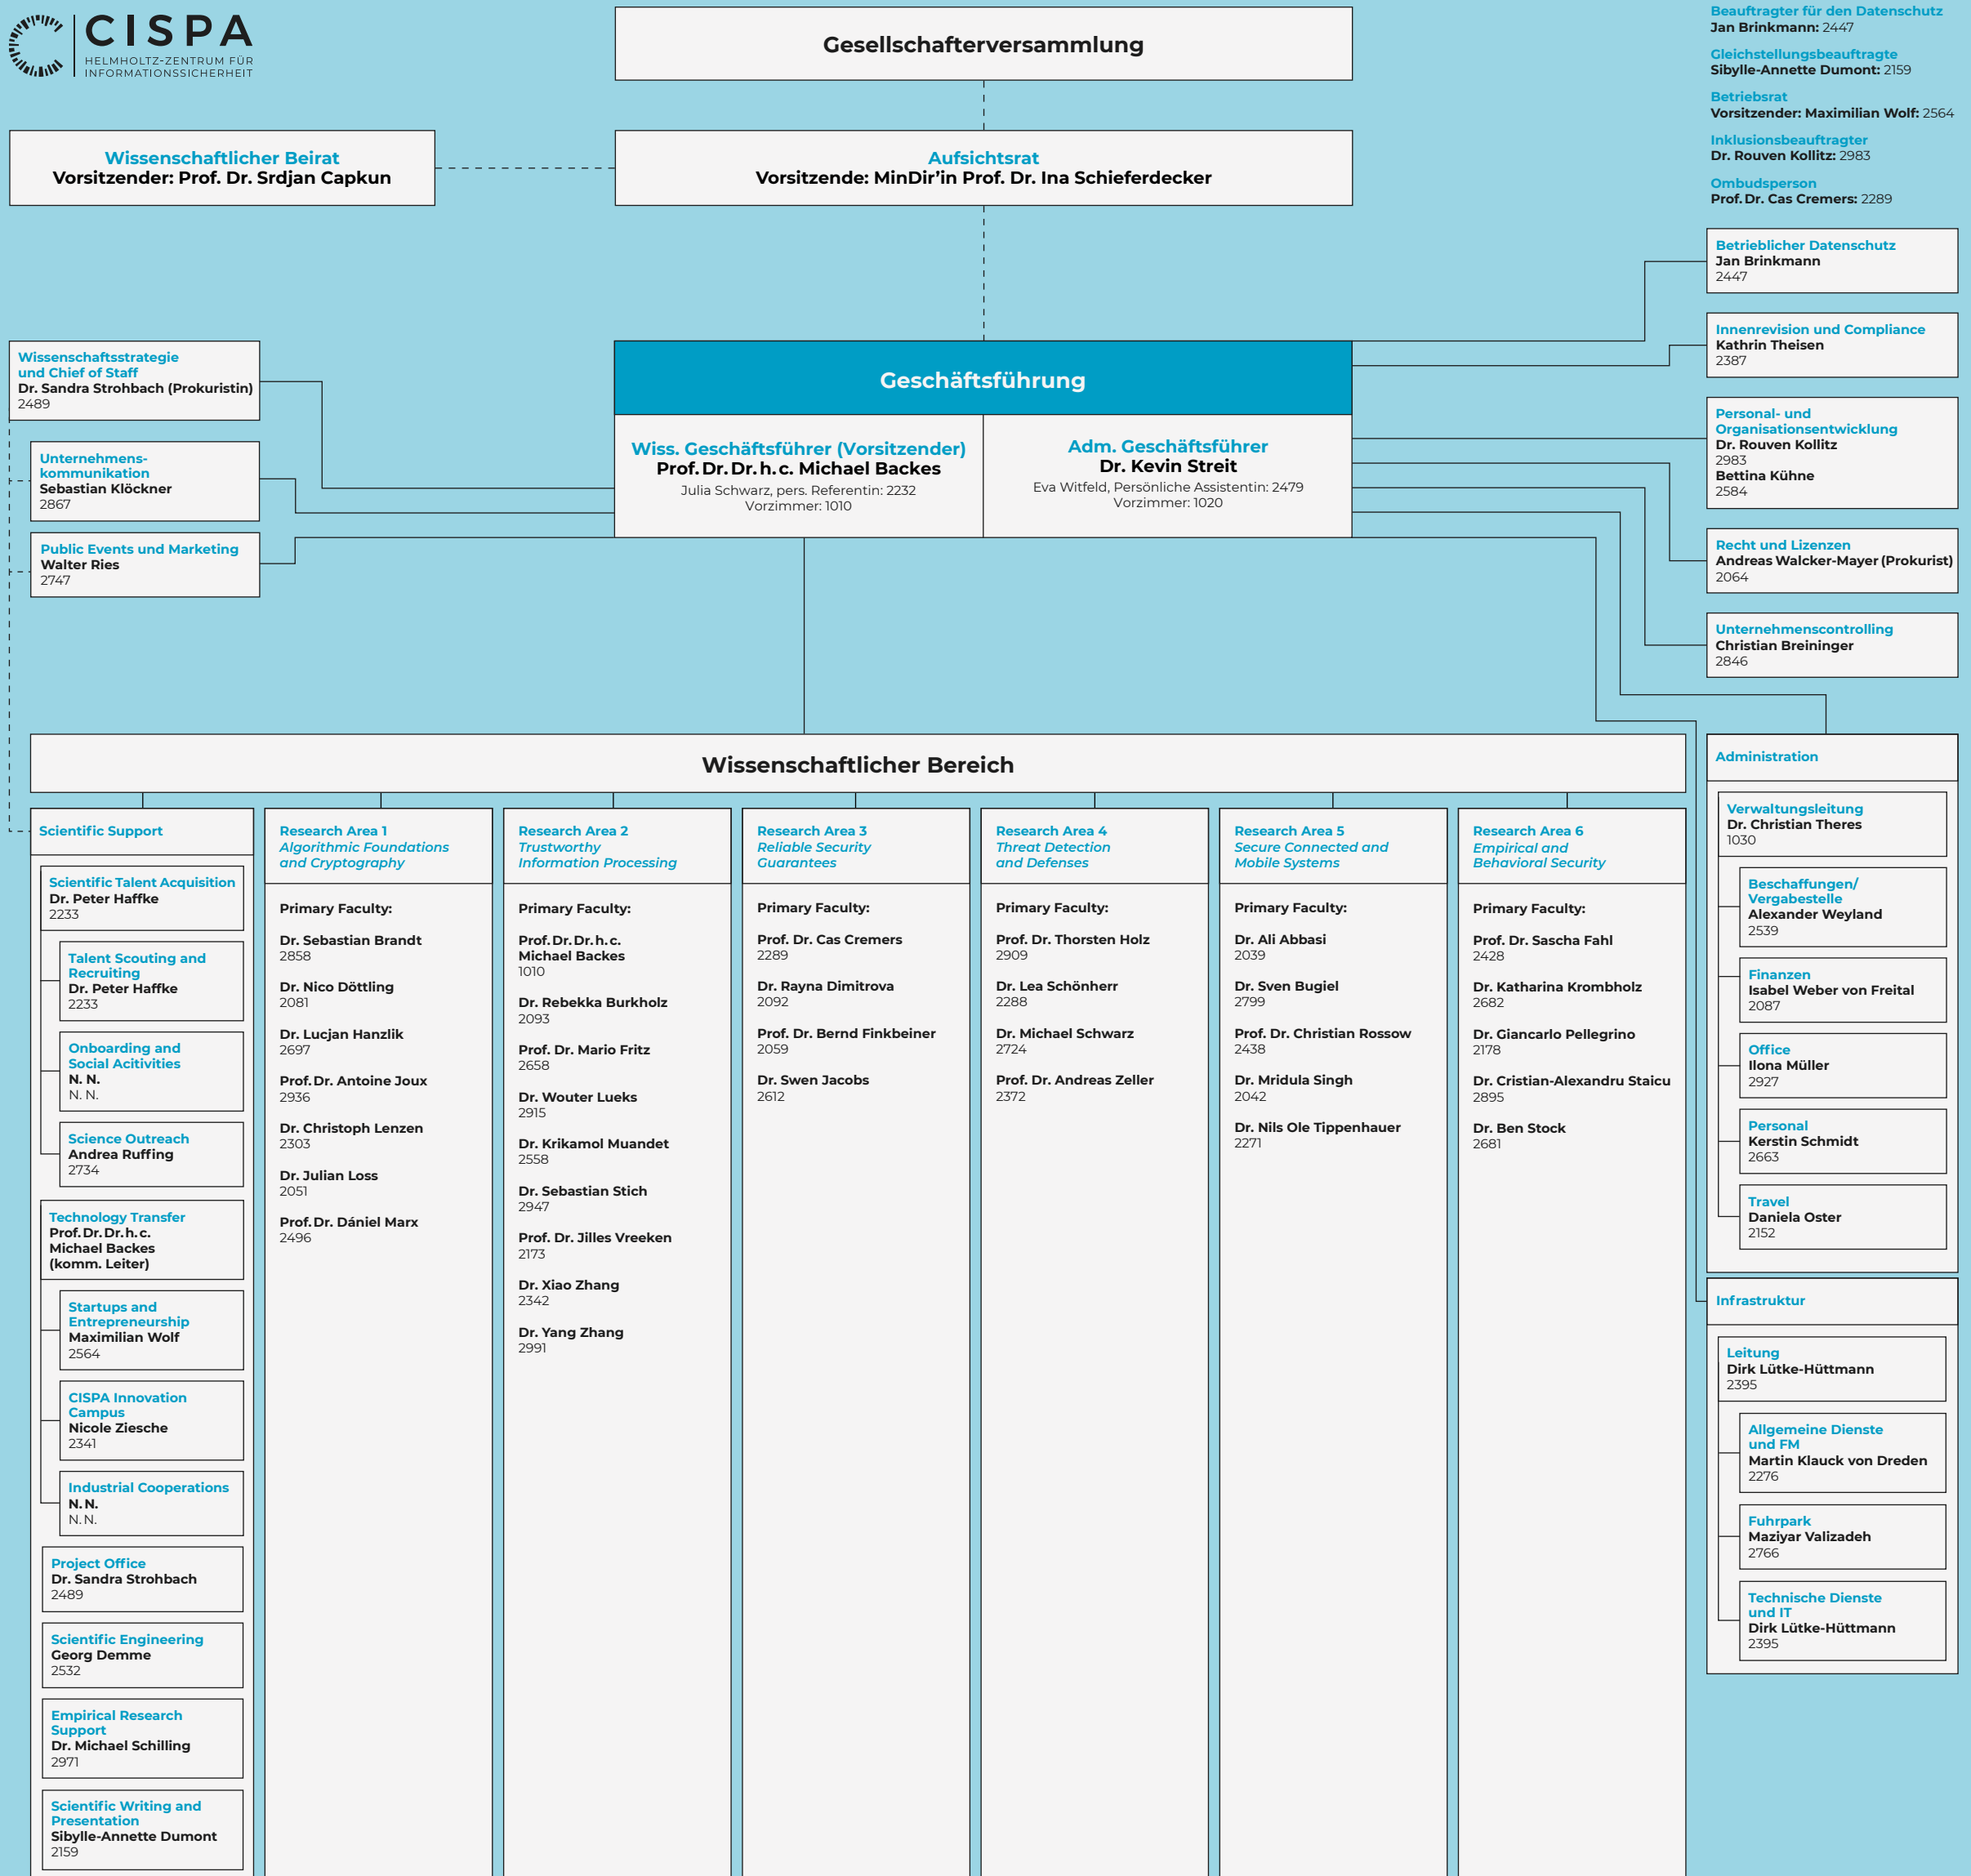 CISPA
HELMHOLTZ-ZENTRUM FÜR
INFORMATIONSSICHERHEIT
Gesellschafterversammlung
Beauftragter für den Datenschutz
Jan Brinkmann: 2447
Gleichstellungsbeauftragte
Sibylle-Annette Dumont: 2159
Betriebsrat
Vorsitzender: Maximilian Wolf: 2564
Inklusionsbeauftragter
Dr. Rouven Kollitz: 2983
Ombudsperson
Prof. Dr. Cas Cremers: 2289
Wissenschaftlicher Beirat
Vorsitzender: Prof. Dr. Srdjan Capkun
Aufsichtsrat
Vorsitzende: MinDir’in Prof. Dr. Ina Schieferdecker
Betrieblicher Datenschutz
Jan Brinkmann
2447
Innenrevision und Compliance
Kathrin Theisen
2387
Personal- und
Organisationsentwicklung
Dr. Rouven Kollitz
2983
Bettina Kühne
2584
Recht und Lizenzen
Andreas Walcker-Mayer (Prokurist)
2064
Unternehmenscontrolling
Christian Breininger
2846
Wissenschaftsstrategie
und Chief of Staff
Dr. Sandra Strohbach (Prokuristin)
2489
Unternehmens-
kommunikation
Sebastian Klöckner
2867
Public Events und Marketing
Walter Ries
2747
Geschäftsführung
Wiss. Geschäftsführer (Vorsitzender)
Prof. Dr. Dr. h. c. Michael Backes
Julia Schwarz, pers. Referentin: 2232
Vorzimmer: 1010
Adm. Geschäftsführer
Dr. Kevin Streit
Eva Witfeld, Persönliche Assistentin: 2479
Vorzimmer: 1020
Wissenschaftlicher Bereich
Scientific Support
Scientific Talent Acquisition
Dr. Peter Haffke
2233
Talent Scouting and
Recruiting
Dr. Peter Haffke
2233
Onboarding and
Social Acitivities
N. N.
N. N.
Science Outreach
Andrea Ruffing
2734
Technology Transfer
Prof. Dr. Dr. h. c.
Michael Backes
(komm. Leiter)
Startups and
Entrepreneurship
Maximilian Wolf
2564
CISPA Innovation
Campus
Nicole Ziesche
2341
Industrial Cooperations
N. N.
N. N.
Project Office
Dr. Sandra Strohbach
2489
Scientific Engineering
Georg Demme
2532
Empirical Research
Support
Dr. Michael Schilling
2971
Scientific Writing and
Presentation
Sibylle-Annette Dumont
2159
Research Area 1
Algorithmic Foundations
and Cryptography
Primary Faculty:
Dr. Sebastian Brandt
2858
Dr. Nico Döttling
2081
Dr. Lucjan Hanzlik
2697
Prof. Dr. Antoine Joux
2936
Dr. Christoph Lenzen
2303
Dr. Julian Loss
2051
Prof. Dr. Dániel Marx
2496
Research Area 2
Trustworthy
Information Processing
Primary Faculty:
Prof. Dr. Dr. h. c.
Michael Backes
1010
Dr. Rebekka Burkholz
2093
Prof. Dr. Mario Fritz
2658
Dr. Wouter Lueks
2915
Dr. Krikamol Muandet
2558
Dr. Sebastian Stich
2947
Prof. Dr. Jilles Vreeken
2173
Dr. Xiao Zhang
2342
Dr. Yang Zhang
2991
Research Area 3
Reliable Security
Guarantees
Primary Faculty:
Prof. Dr. Cas Cremers
2289
Dr. Rayna Dimitrova
2092
Prof. Dr. Bernd Finkbeiner
2059
Dr. Swen Jacobs
2612
Research Area 4
Threat Detection
and Defenses
Primary Faculty:
Prof. Dr. Thorsten Holz
2909
Dr. Lea Schönherr
2288
Dr. Michael Schwarz
2724
Prof. Dr. Andreas Zeller
2372
Research Area 5
Secure Connected and
Mobile Systems
Primary Faculty:
Dr. Ali Abbasi
2039
Dr. Sven Bugiel
2799
Prof. Dr. Christian Rossow
2438
Dr. Mridula Singh
2042
Dr. Nils Ole Tippenhauer
2271
Research Area 6
Empirical and
Behavioral Security
Primary Faculty:
Prof. Dr. Sascha Fahl
2428
Dr. Katharina Krombholz
2682
Dr. Giancarlo Pellegrino
2178
Dr. Cristian-Alexandru Staicu
2895
Dr. Ben Stock
2681
Administration
Verwaltungsleitung
Dr. Christian Theres
1030
Beschaffungen/
Vergabestelle
Alexander Weyland
2539
Finanzen
Isabel Weber von Freital
2087
Office
Ilona Müller
2927
Personal
Kerstin Schmidt
2663
Travel
Daniela Oster
2152
Infrastruktur
Leitung
Dirk Lütke-Hüttmann
2395
Allgemeine Dienste
und FM
Martin Klauck von Dreden
2276
Fuhrpark
Maziyar Valizadeh
2766
Technische Dienste
und IT
Dirk Lütke-Hüttmann
2395